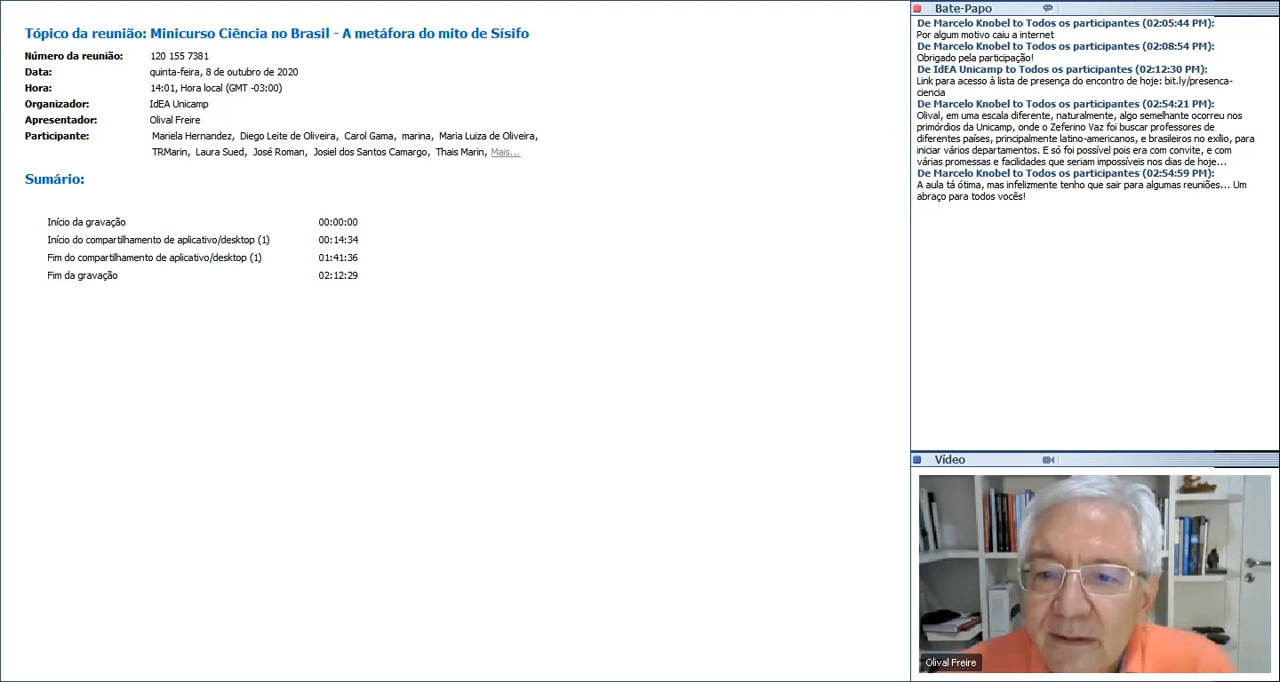 Tópico da reunião: Minicurso Ciência no Brasil - A metáfora do mito de Sísifo
Número da reunião: 120 155 7381
Data: quinta-feira, 8 de outubro de 2020
Hora: 14:01, Hora local (GMT -03:00)
Organizador: IdEA Unicamp
Apresentador: Olival Freire
Participante: Mariela Hernandez, Diego Leite de Oliveira, Carol Gama, marina, Maria Luiza de Oliveira,
TRMarin, Laura Sued, José Roman, Josiel dos Santos Camargo, Thais Marin, Mais...
Sumário:
Início da gravação 00:00:00
Início do compartilhamento de aplicativo/desktop (1) 00:14:34
Fim do compartilhamento de aplicativo/desktop (1) 01:41:36
Fim da gravação 02:12:29
Bate-Papo
De Marcelo Knobel to Todos os participantes (02:05:44 PM):
Por algum motivo caiu a internet
De Marcelo Knobel to Todos os participantes (02:08:54 PM):
Obrigado pela participação!
De IdEA Unicamp to Todos os participantes (02:12:30 PM):
Link para acesso à lista de presença do encontro de hoje: bit.ly/presenca-
ciencia
De Marcelo Knobel to Todos os participantes (02:54:21 PM):
Olival, em uma escala diferente, naturalmente, algo semelhante ocorreu nos
primórdios da Unicamp, onde o Zeferino Vaz foi buscar professores de
diferentes países, principalmente latino-americanos, e brasileiros no exílio, para
iniciar vários departamentos. E só foi possível pois era com convite, e com
várias promessas e facilidades que seriam impossíveis nos dias de hoje...
De Marcelo Knobel to Todos os participantes (02:54:59 PM):
A aula tá ótima, mas infelizmente tenho que sair para algumas reuniões... Um
abraço para todos vocês!
Vídeo
Olival Freire